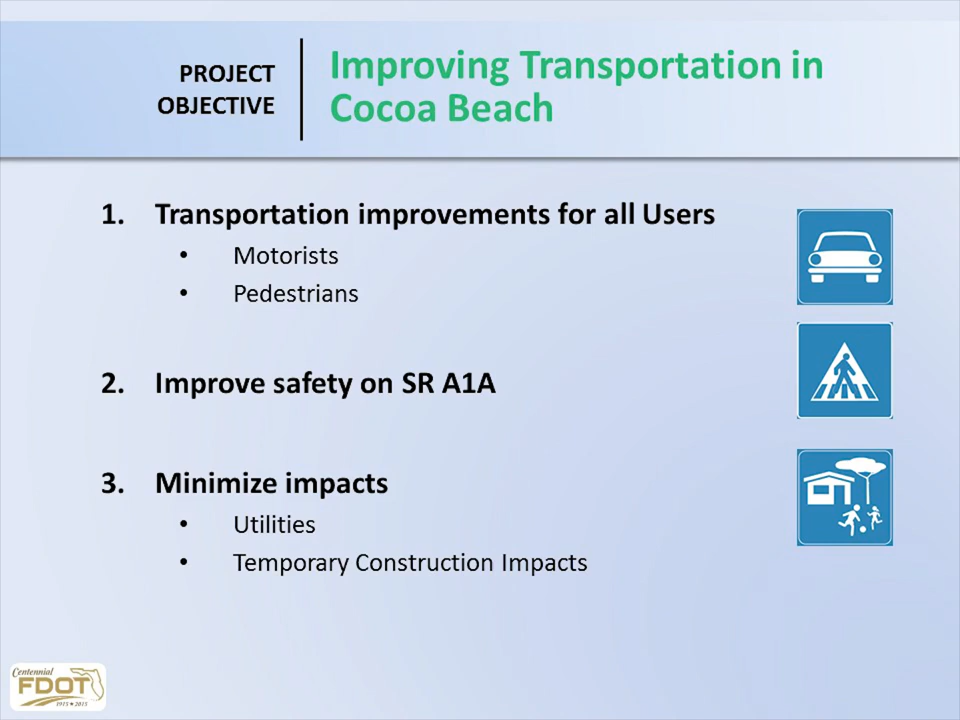 PROJECT
OBJECTIVE
Improving Transportation in
Cocoa Beach
1. Transportation improvements for all Users
• Motorists
• Pedestrians
2. Improve safety on SR A1A
3. Minimize impacts
• Utilities
• Temporary Construction Impacts
Centennial
FDOT
1915★2015